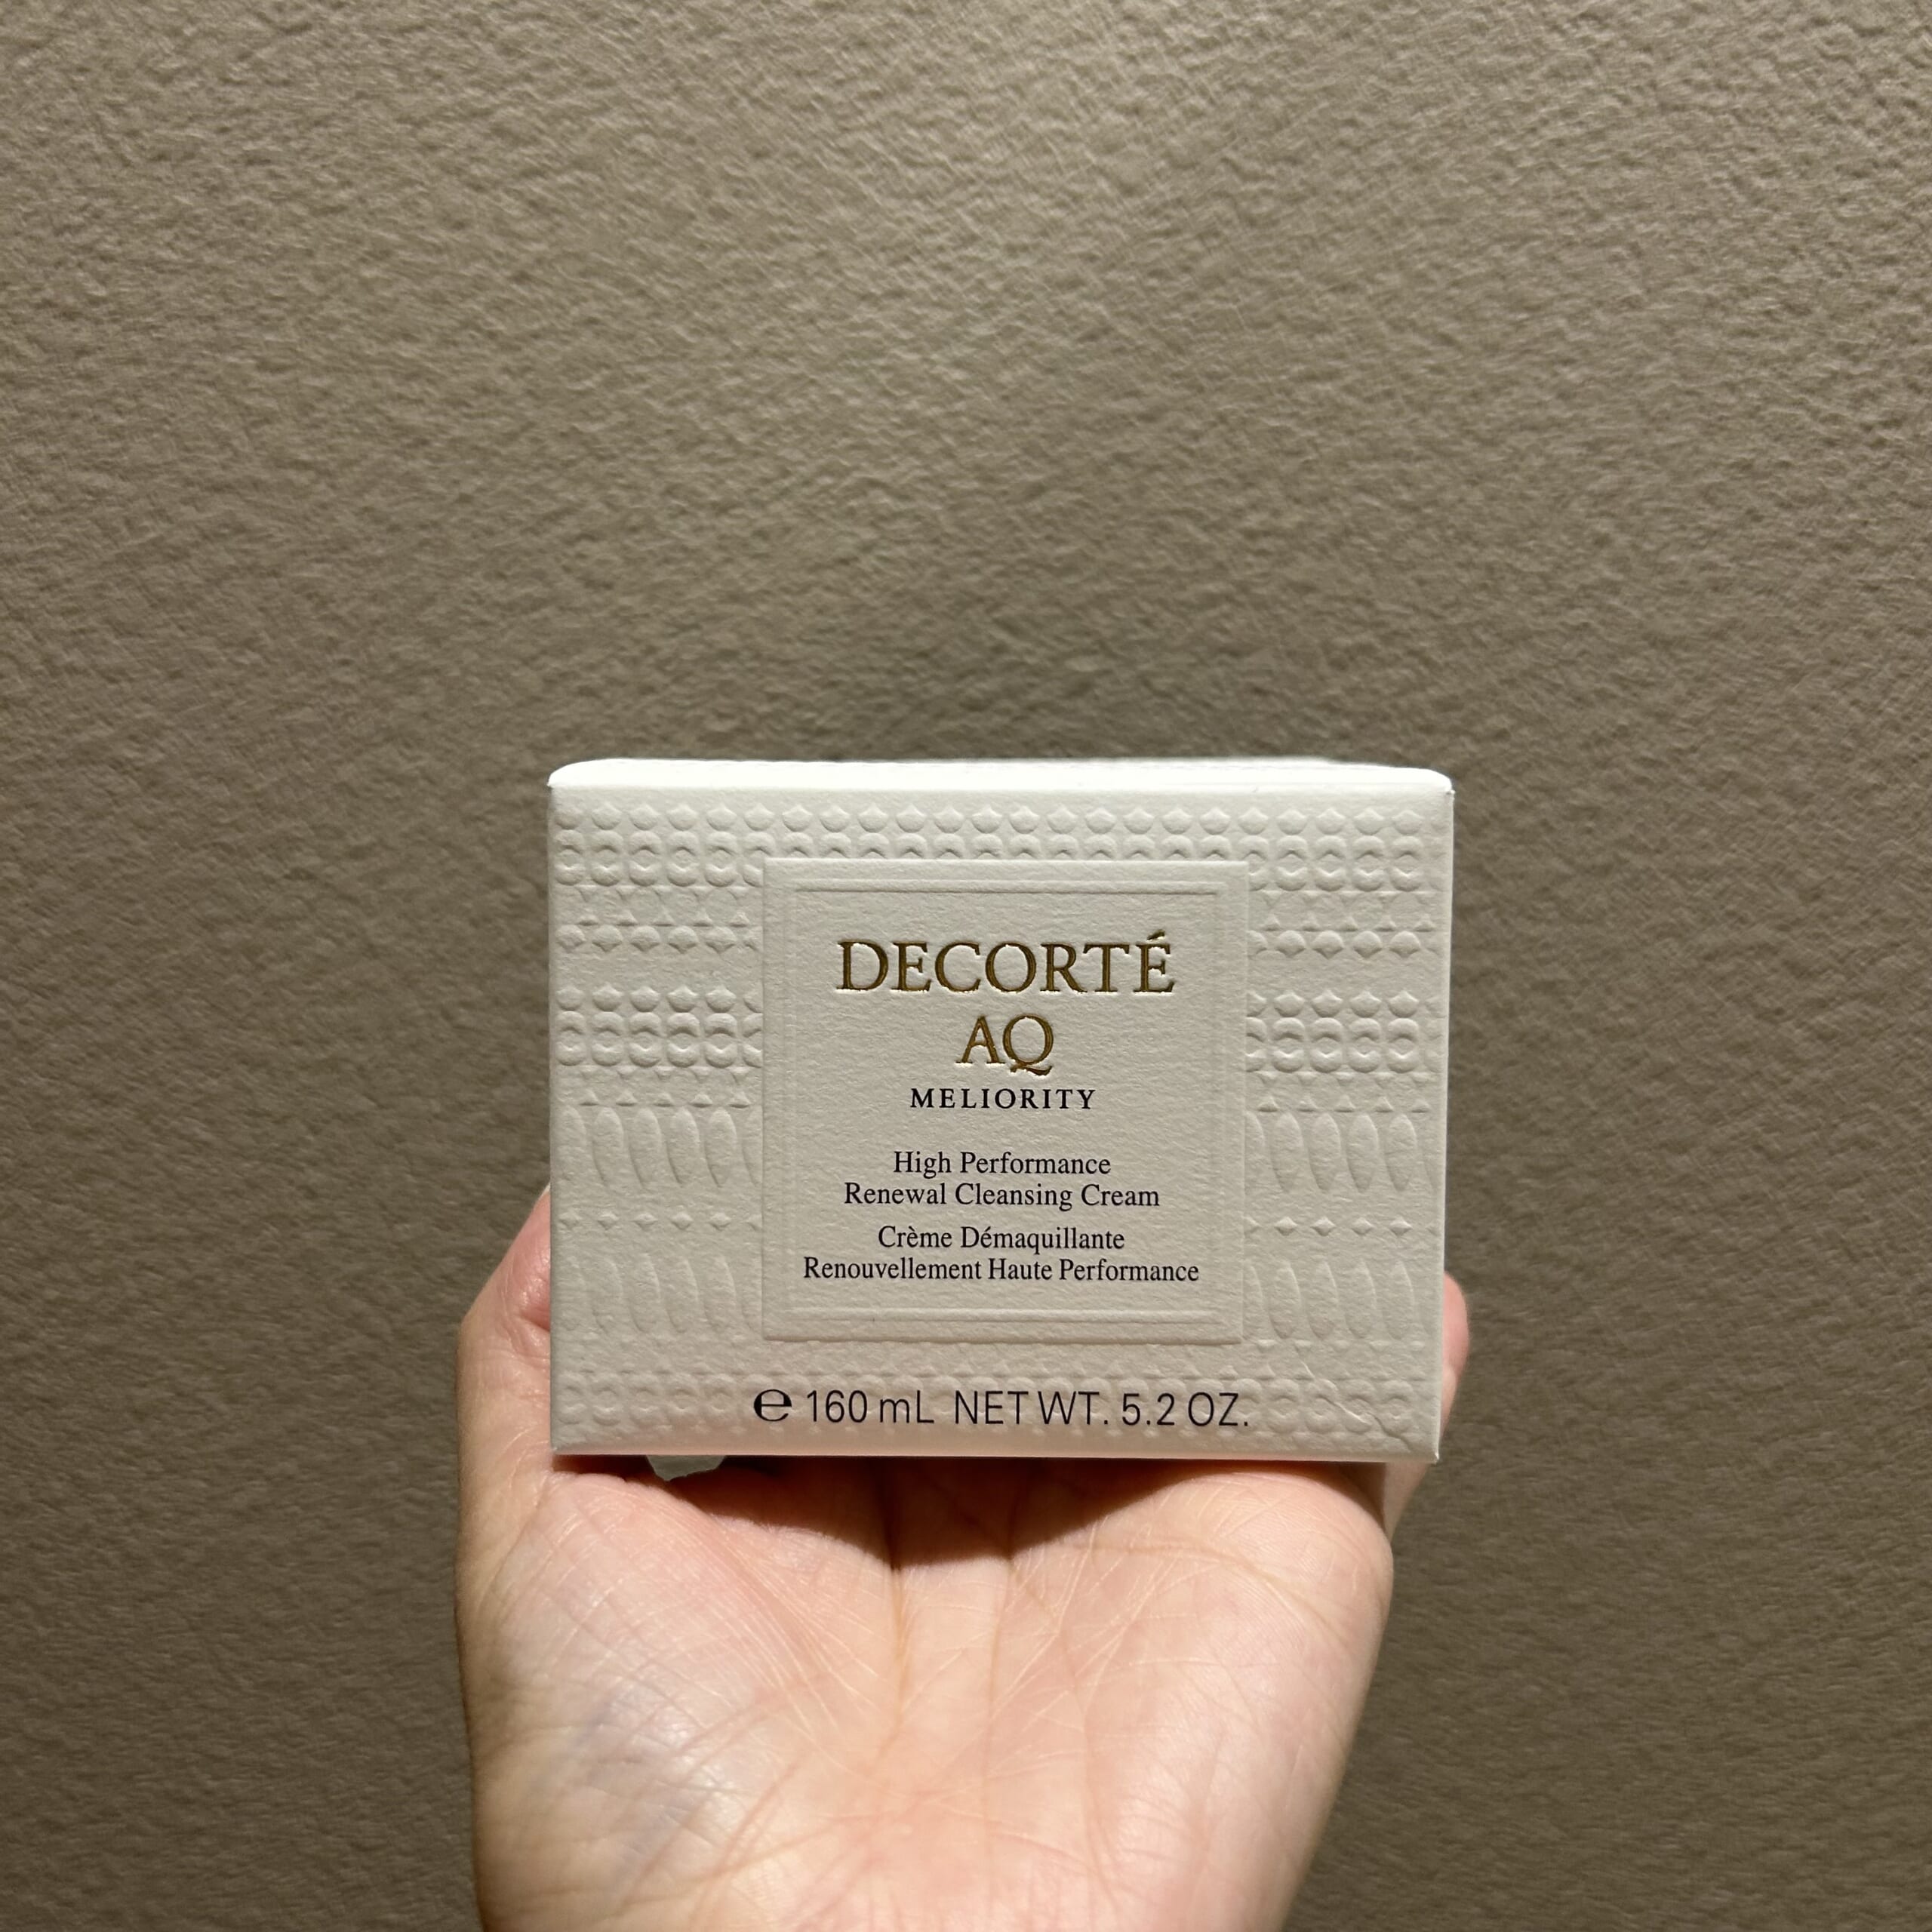 DECORTÉ
AQ
MELIORITY
High Performance
Renewal Cleansing Cream
Crème Démaquillante
Renouvellement Haute Performance
℮ 160 mL NET WT. 5.2 OZ.